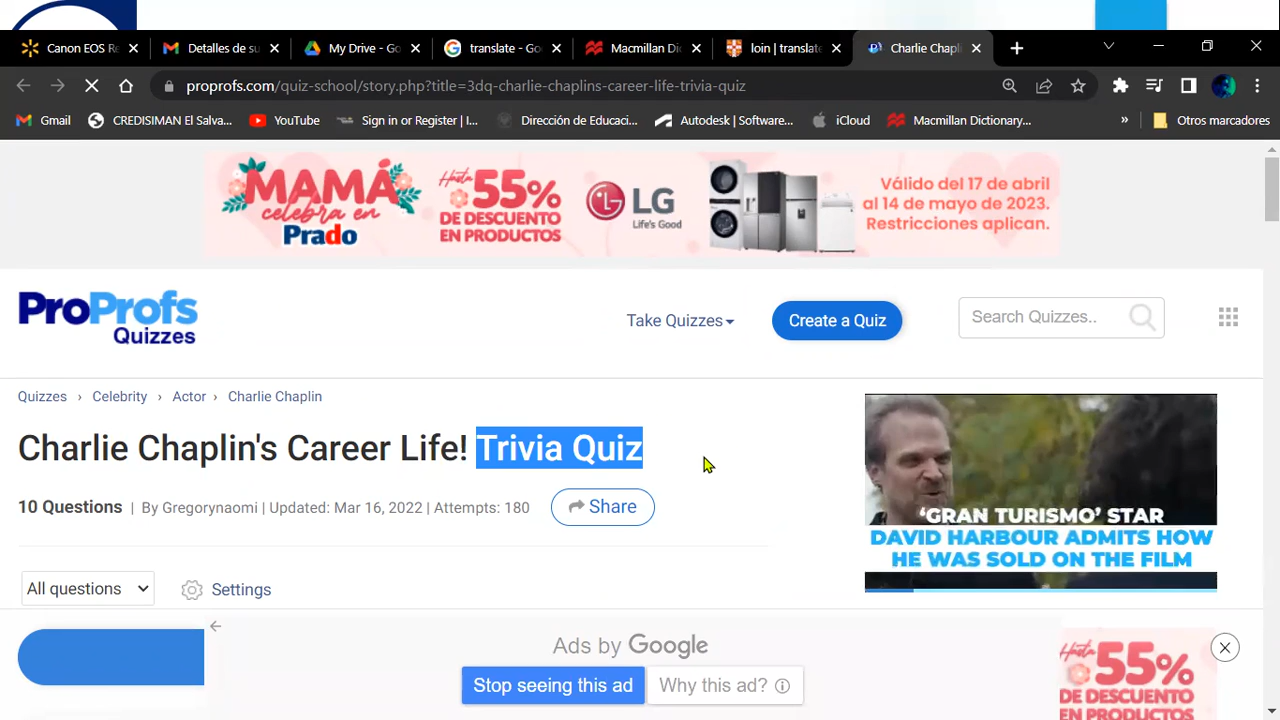 Canon EOS Re
Detalles de su
My Drive - Go
translate - Go
Macmillan Di
loin | translate
Charlie Chapl
proprofs.com/quiz-school/story.php?title=3dq-charlie-chaplins-career-life-trivia-quiz
Gmail
CREDISIMAN El Salva...
YouTube
Sign in or Register | I...
Dirección de Educaci...
Autodesk | Software...
iCloud
Macmillan Dictionary...
»
Otros marcadores
MAMÁ
celebra en
Prado
Hasta
55%
DE DESCUENTO
EN PRODUCTOS
LG
Life's Good
Válido del 17 de abril
al 14 de mayo de 2023.
Restricciones aplican.
ProProfs
Quizzes
Take Quizzes
Create a Quiz
Search Quizzes..
Quizzes › Celebrity › Actor › Charlie Chaplin
Charlie Chaplin's Career Life! Trivia Quiz
10 Questions | By Gregorynaomi | Updated: Mar 16, 2022 | Attempts: 180
Share
‘GRAN TURISMO’ STAR
DAVID HARBOUR ADMITS HOW
HE WAS SOLD ON THE FILM
All questions
Settings
Ads by Google
Stop seeing this ad
Why this ad?
Hasta
55%
DE DESCUENTO
EN PRODUCTOS